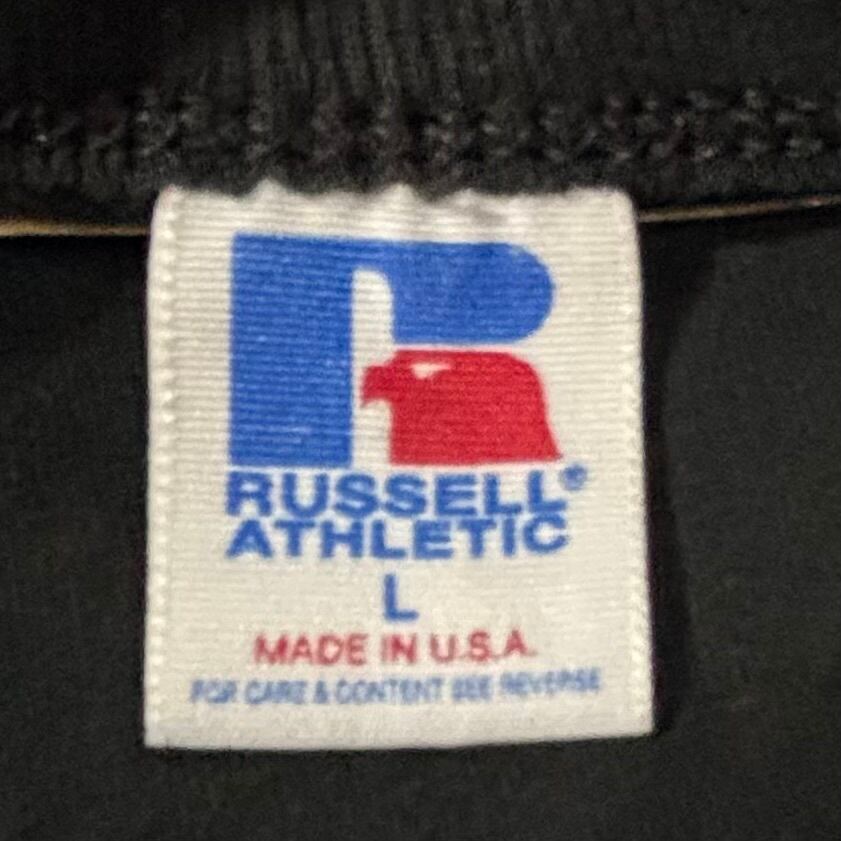 RUSSELL®
ATHLETIC
L
MADE IN U.S.A.
FOR CARE & CONTENT SEE REVERSE